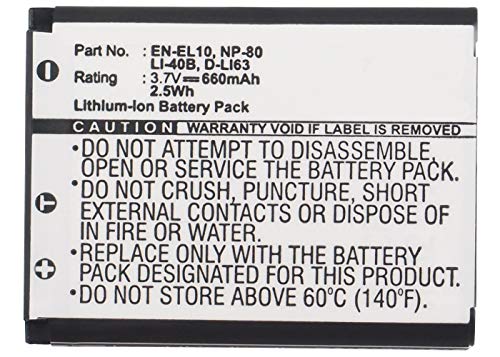 Part No.: EN-EL10, NP-80
LI-40B, D-LI63
Rating : 3.7V⎓660mAh
2.5Wh
Lithium-Ion Battery Pack
CAUTION WARRANTY VOID IF LABEL IS REMOVED
•DO NOT ATTEMPT TO DISASSEMBLE,
OPEN OR SERVICE THE BATTERY PACK.
•DO NOT CRUSH, PUNCTURE, SHORT
EXTERNAL CONTACTS OR DISPOSE OF
IN FIRE OR WATER.
•REPLACE ONLY WITH THE BATTERY
PACK DESIGNATED FOR THE DEVICE.
•DO NOT STORE ABOVE 60°C (140°F).
- T +